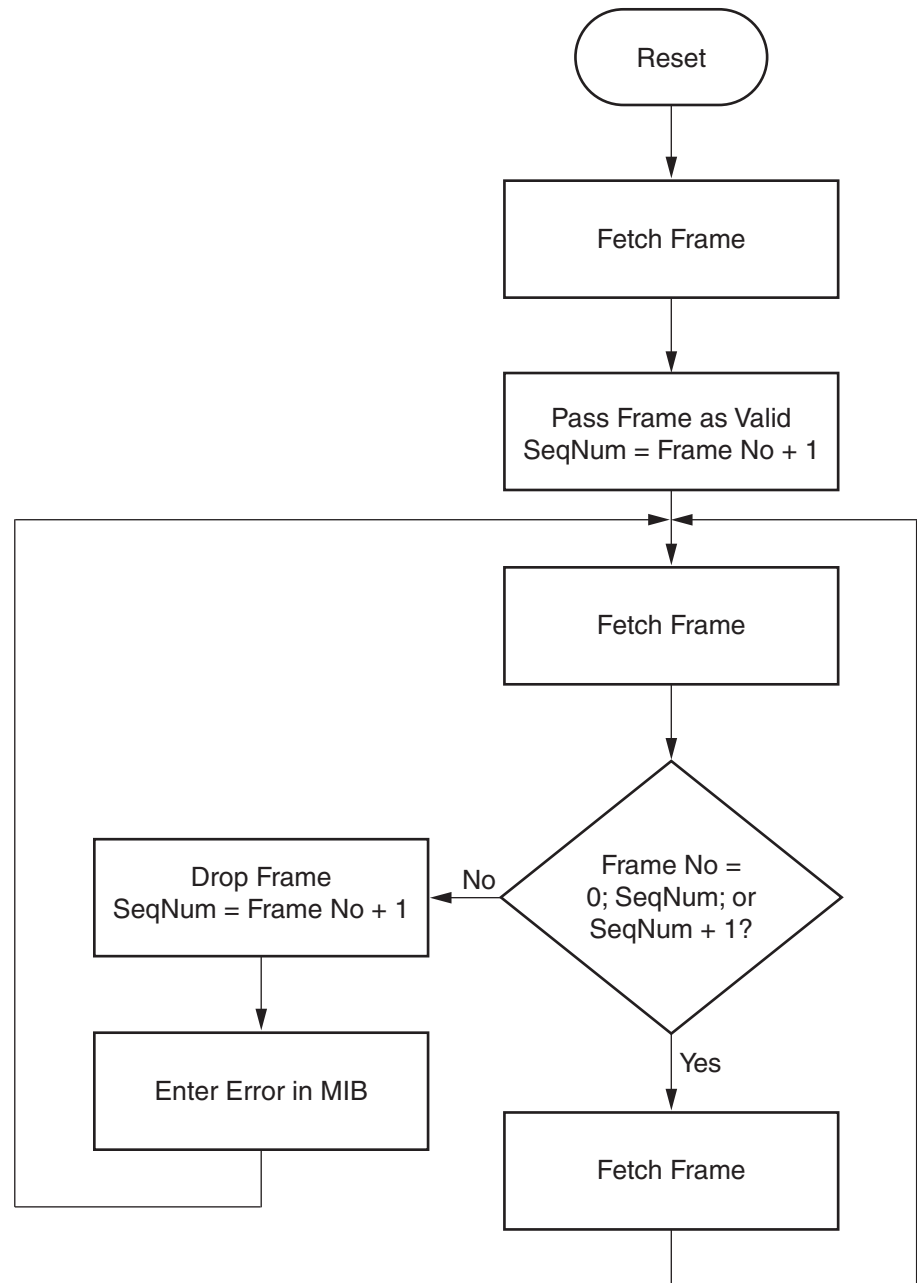 Reset
Fetch Frame
Pass Frame as Valid
SeqNum = Frame No + 1
Fetch Frame
Frame No =
0; SeqNum; or
SeqNum + 1?
No
Drop Frame
SeqNum = Frame No + 1
Enter Error in MIB
Yes
Fetch Frame